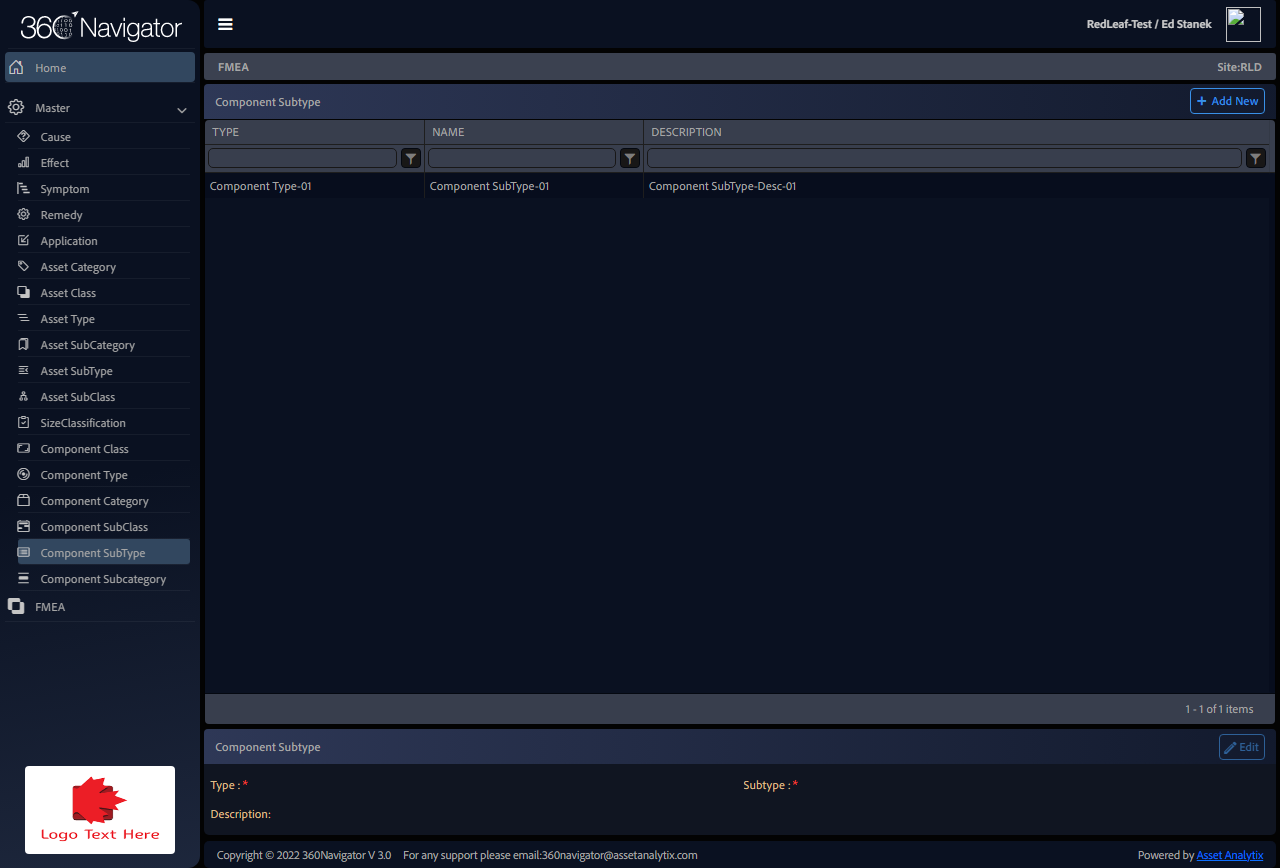 360 Navigator
RedLeaf-Test / Ed Stanek
Home
FMEA
Site:RLD
Master
Component Subtype
+ Add New
TYPE
NAME
DESCRIPTION
Cause
Effect
Symptom
Remedy
Application
Asset Category
Asset Class
Asset Type
Asset SubCategory
Asset SubType
Asset SubClass
SizeClassification
Component Class
Component Type
Component Category
Component SubClass
Component SubType
Component Subcategory
FMEA
Component Type-01
Component SubType-01
Component SubType-Desc-01
1 - 1 of 1 items
Component Subtype
Edit
Type : *
Subtype : *
Description:
Logo Text Here
Copyright © 2022 360Navigator V 3.0
For any support please email:360navigator@assetanalytix.com
Powered by Asset Analytix